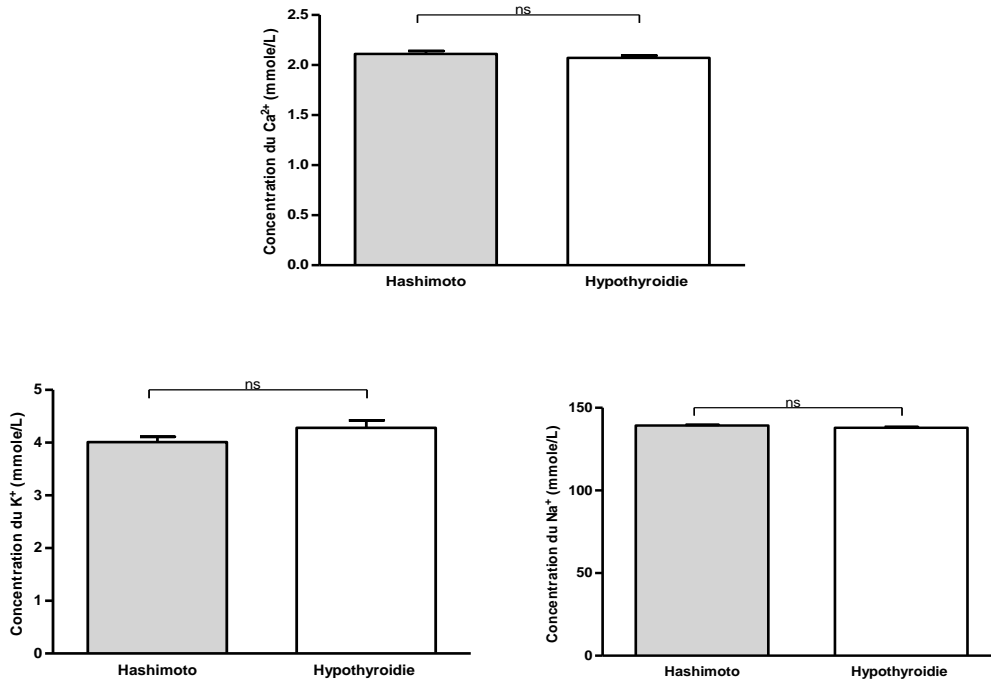 Concentration du Ca²⁺ (mmole/L)
ns
2.5
2.0
1.5
1.0
0.5
0.0
Hashimoto Hypothyroidie
Concentration du K⁺ (mmole/L)
ns
5
4
3
2
1
0
Hashimoto Hypothyroidie
Concentration du Na⁺ (mmole/L)
ns
150
100
50
0
Hashimoto Hypothyroidie